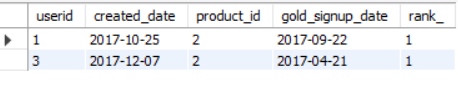 userid created_date product_id gold_signup_date rank_
1 2017-10-25 2 2017-09-22 1
3 2017-12-07 2 2017-04-21 1